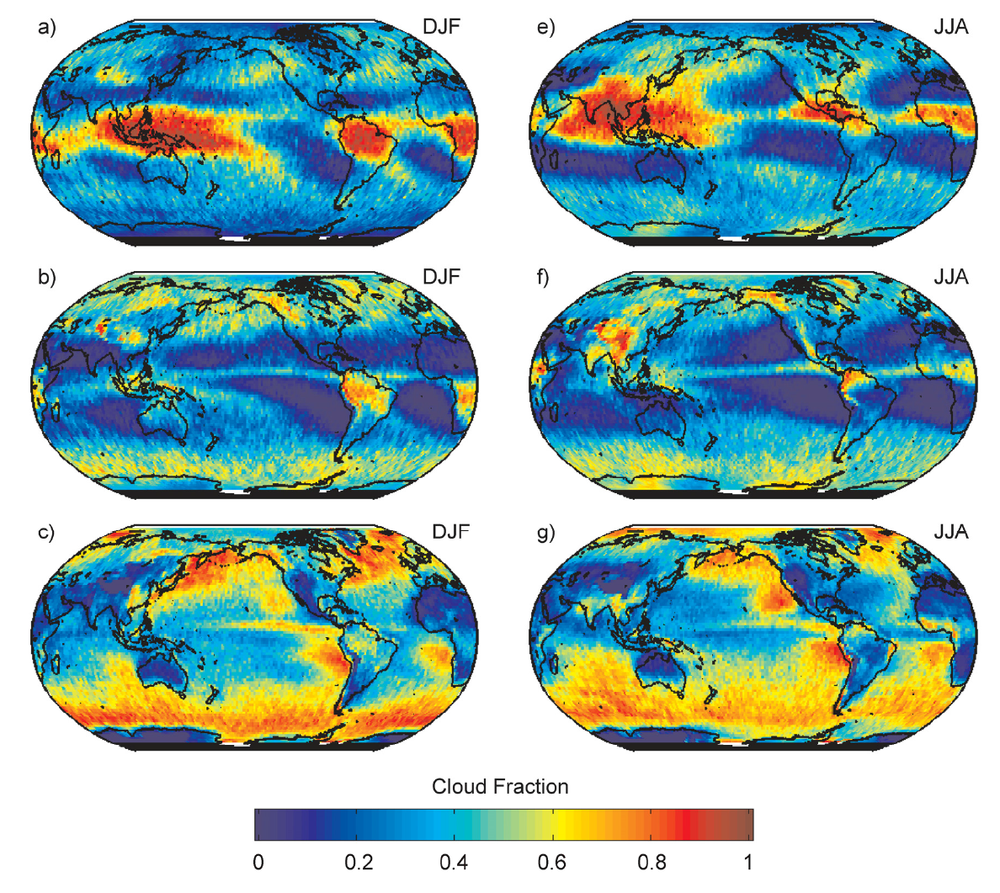 a) DJF
e) JJA
b) DJF
f) JJA
c) DJF
g) JJA
Cloud Fraction
0 0.2 0.4 0.6 0.8 1